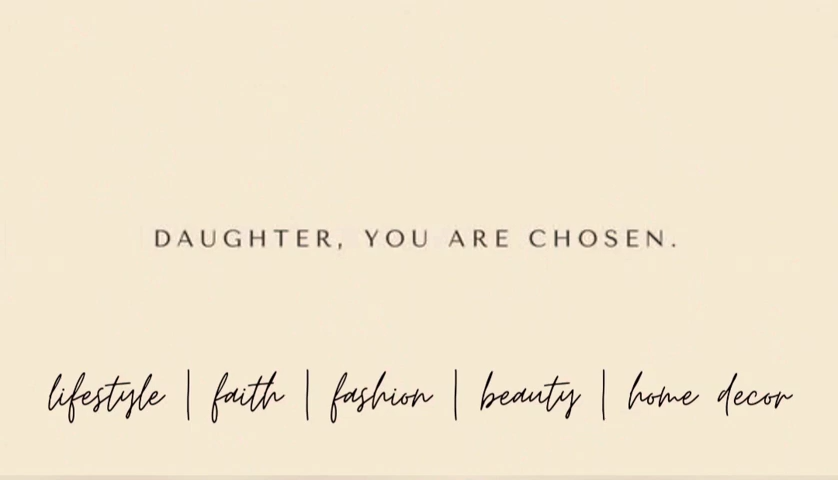 DAUGHTER, YOU ARE CHOSEN.
lifestyle | faith | fashion | beauty | home decor